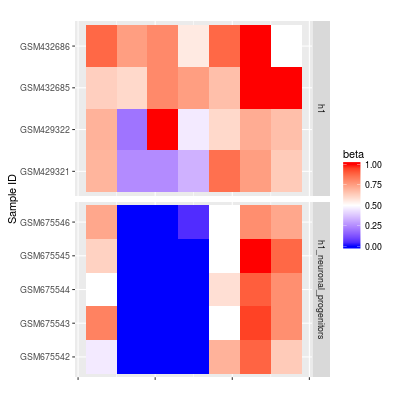 GSM432686
GSM432685
GSM429322
GSM429321
h1
GSM675546
GSM675545
GSM675544
GSM675543
GSM675542
h1_neuronal_progenitors
Sample ID
beta
1.00
0.75
0.50
0.25
0.00